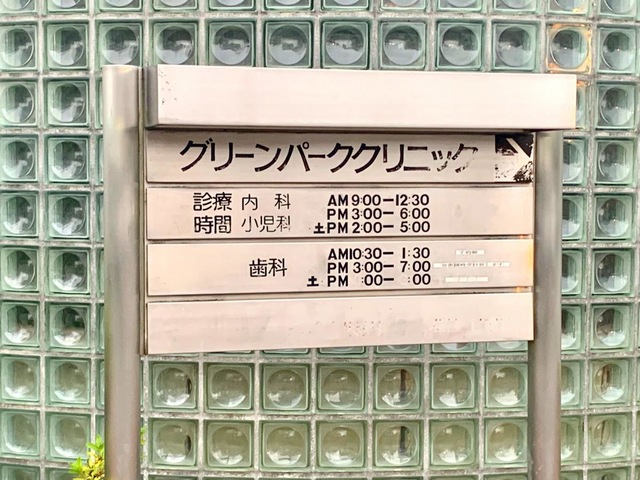 グリーンパーククリニック
診療 内科 AM 9:00-12:30
時間 小児科 PM 3:00- 6:00
土PM 2:00- 5:00
歯科 AM10:30- 1:30
PM 3:00- 7:00
土 PM :00- :00